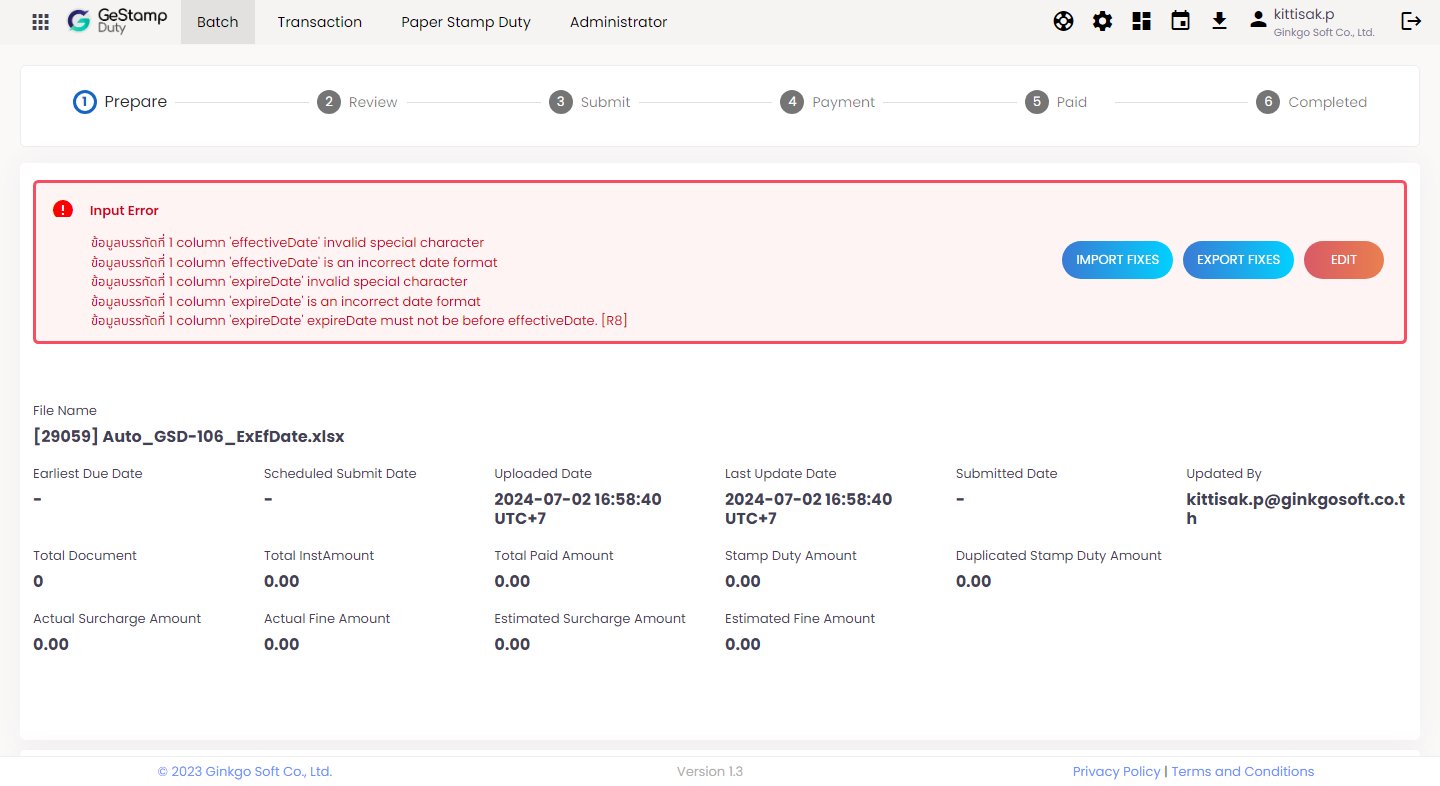 GeStamp
Duty
Batch
Transaction
Paper Stamp Duty
Administrator
kittisak.p
Ginkgo Soft Co., Ltd.
1 Prepare
2 Review
3 Submit
4 Payment
5 Paid
6 Completed
Input Error
ข้อมูลบรรทัดที่ 1 column 'effectiveDate' invalid special character
ข้อมูลบรรทัดที่ 1 column 'effectiveDate' is an incorrect date format
ข้อมูลบรรทัดที่ 1 column 'expireDate' invalid special character
ข้อมูลบรรทัดที่ 1 column 'expireDate' is an incorrect date format
ข้อมูลบรรทัดที่ 1 column 'expireDate' expireDate must not be before effectiveDate. [R8]
IMPORT FIXES
EXPORT FIXES
EDIT
File Name
[29059] Auto_GSD-106_ExEfDate.xlsx
Earliest Due Date
-
Scheduled Submit Date
-
Uploaded Date
2024-07-02 16:58:40
UTC+7
Last Update Date
2024-07-02 16:58:40
UTC+7
Submitted Date
-
Updated By
kittisak.p@ginkgosoft.co.t
h
Total Document
0
Total InstAmount
0.00
Total Paid Amount
0.00
Stamp Duty Amount
0.00
Duplicated Stamp Duty Amount
0.00
Actual Surcharge Amount
0.00
Actual Fine Amount
0.00
Estimated Surcharge Amount
0.00
Estimated Fine Amount
0.00
© 2023 Ginkgo Soft Co., Ltd.
Version 1.3
Privacy Policy | Terms and Conditions